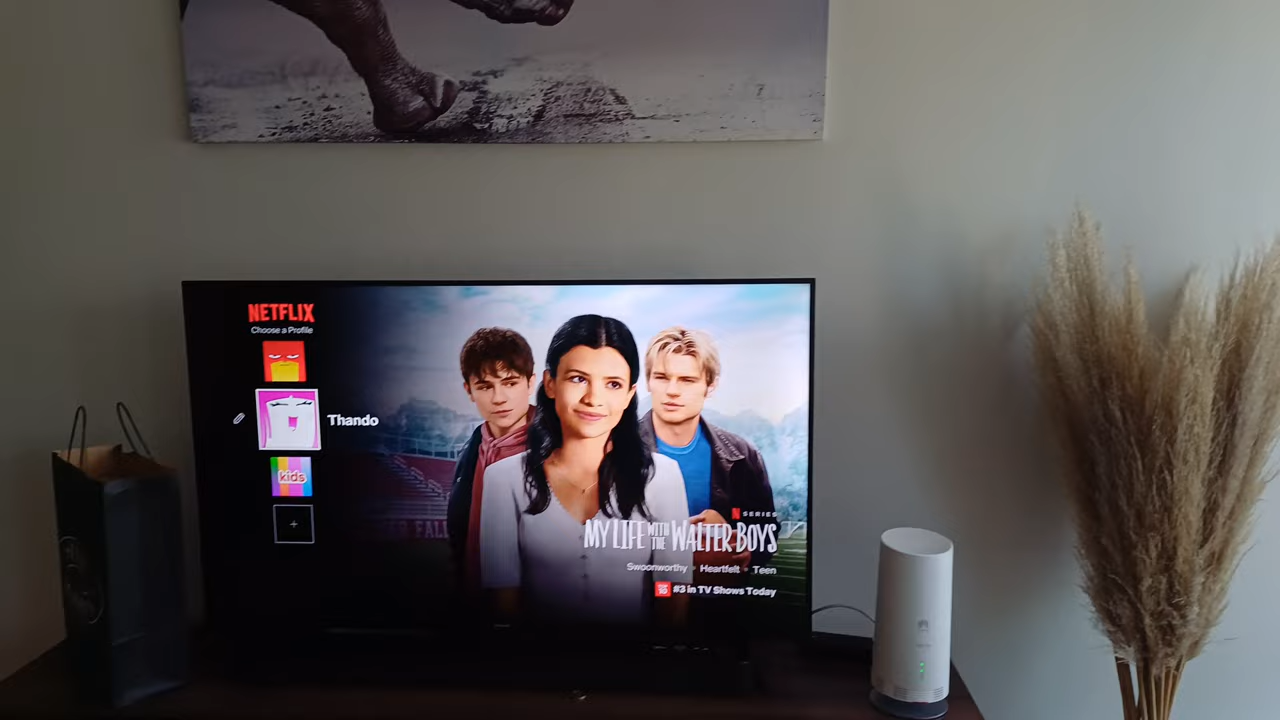 NETFLIX
Choose a Profile
Thando
kids
SERIES
MY LIFE WITH THE WALTER BOYS
Swoonworthy • Heartfelt • Teen
TOP 10 #3 in TV Shows Today